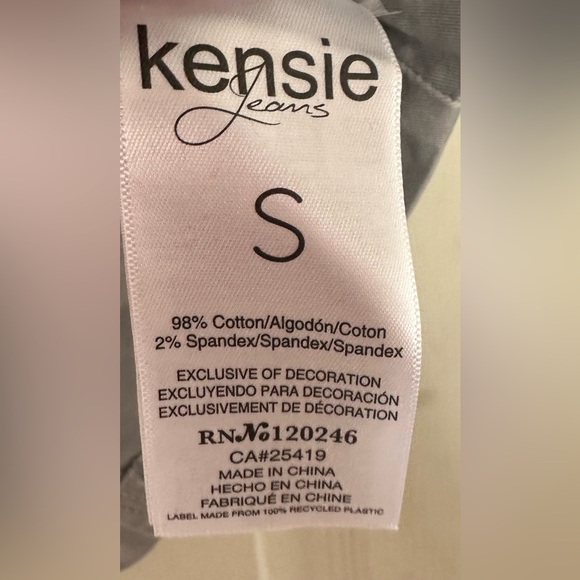 kensie
Jeans
S
98% Cotton/Algodón/Coton
2% Spandex/Spandex/Spandex
EXCLUSIVE OF DECORATION
EXCLUYENDO PARA DECORACIÓN
EXCLUSIVEMENT DE DÉCORATION
RN№120246
CA#25419
MADE IN CHINA
HECHO EN CHINA
FABRIQUÉ EN CHINE
LABEL MADE FROM 100% RECYCLED PLASTIC